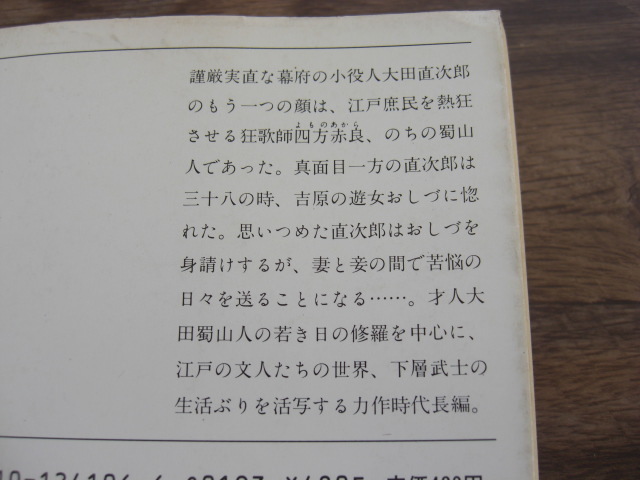 謹厳実直な幕府の小役人大田直次郎
のもう一つの顔は、江戸庶民を熱狂
よものあから
させる狂歌師四方赤良、のちの蜀山
人であった。真面目一方の直次郎は
三十八の時、吉原の遊女おしづに惚
れた。思いつめた直次郎はおしづを
身請けするが、妻と妾の間で苦悩の
日々を送ることになる……。才人大
田蜀山人の若き日の修羅を中心に、
江戸の文人たちの世界、下層武士の
生活ぶりを活写する力作時代長編。